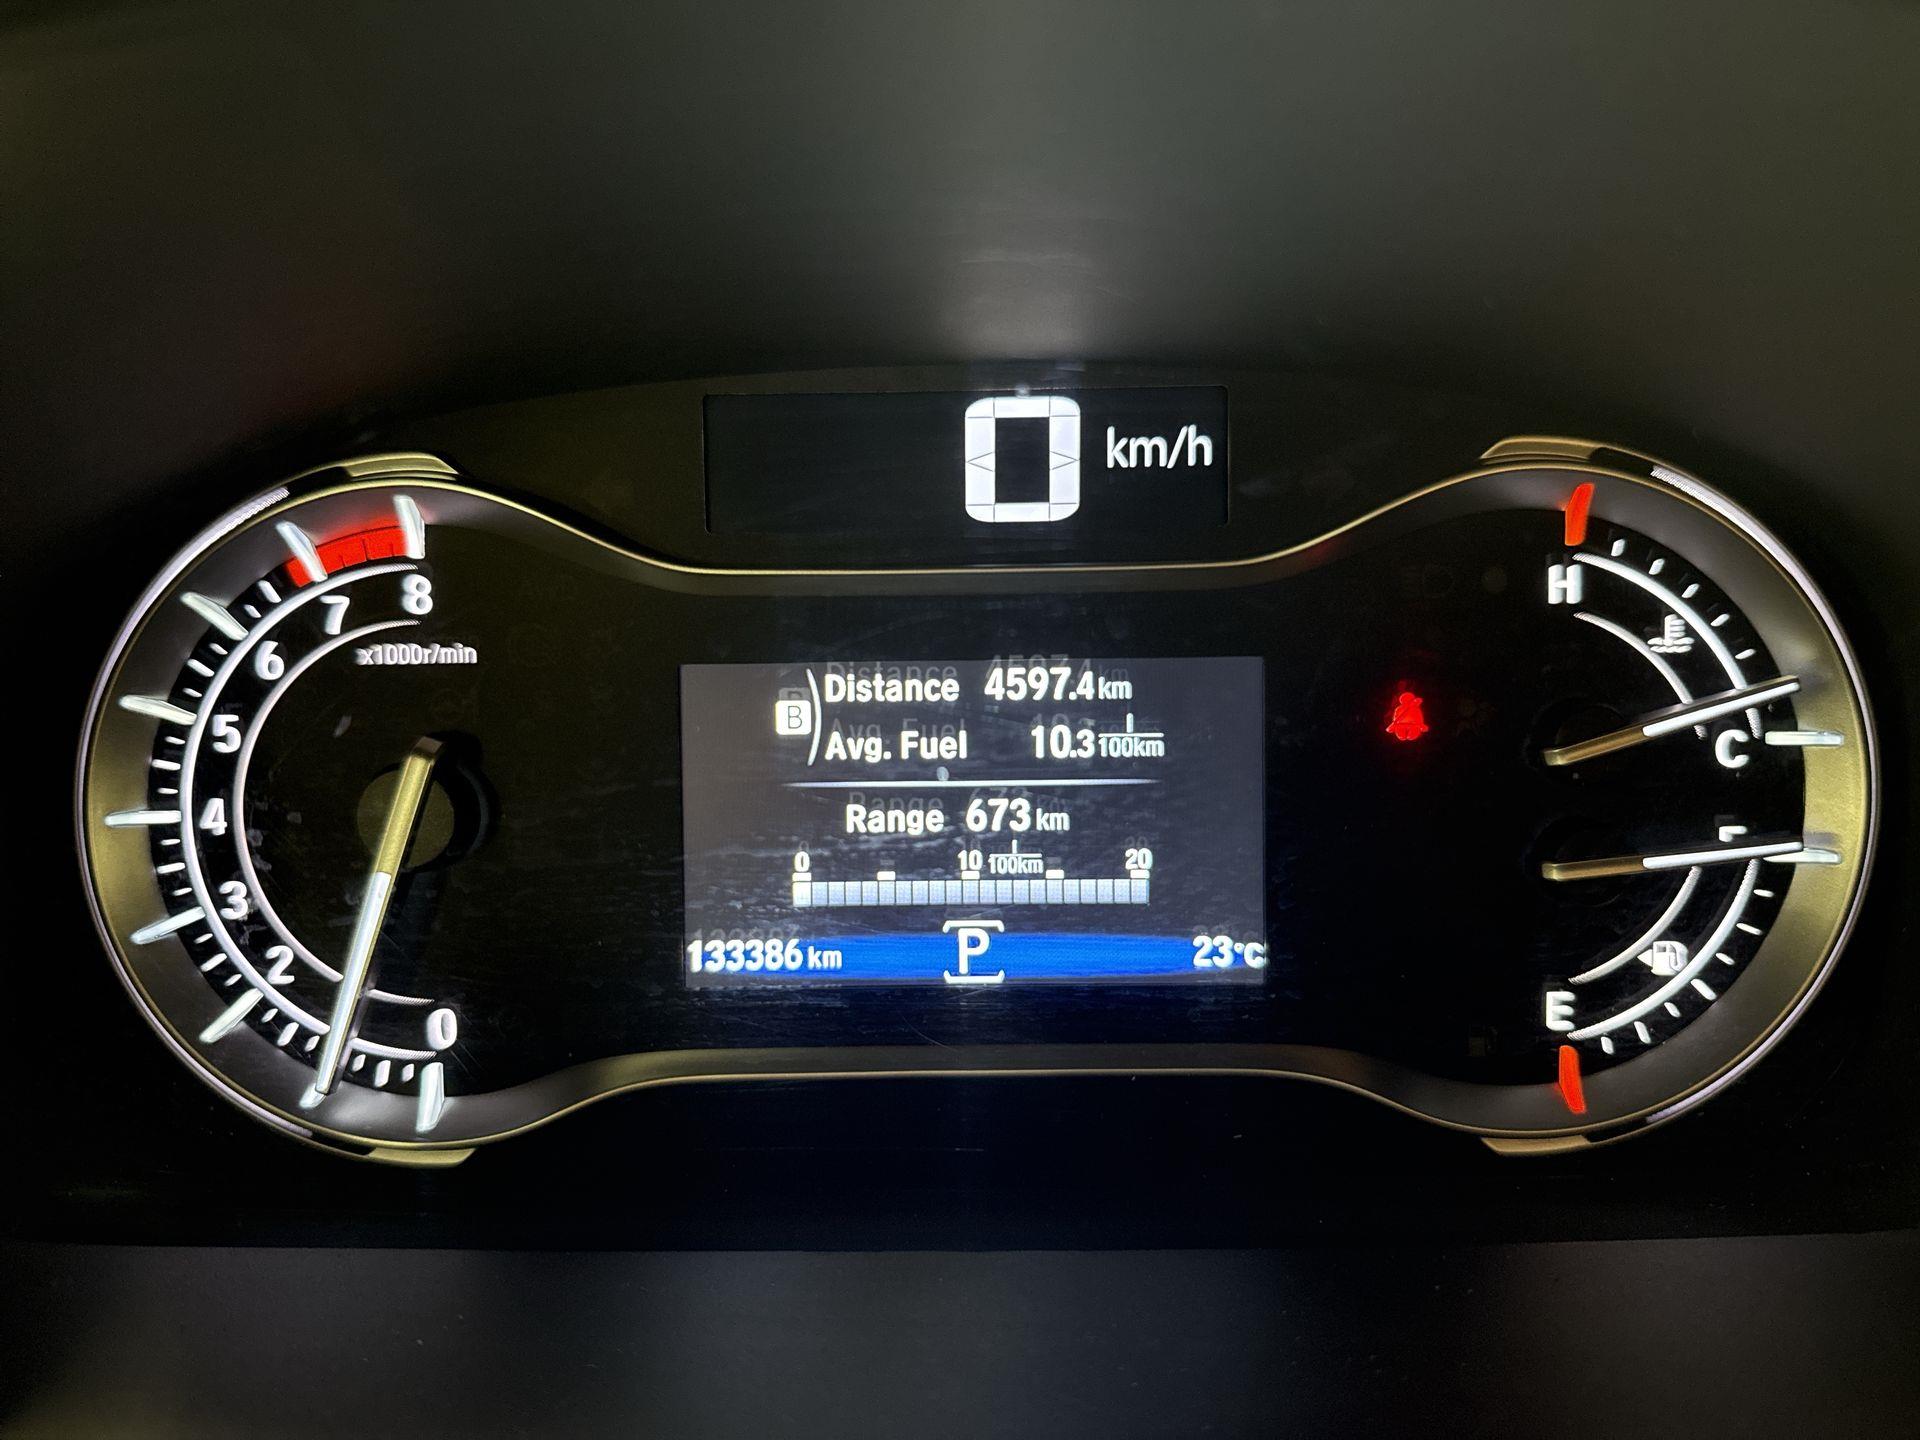 0 km/h
8
7
6
5
4
3
2
0
x1000r/min
B
Distance 4597.4 km
Avg. Fuel 10.3 l/100km
Range 673 km
0 10 l/100km 20
133386 km P 23°C
H
C
F
E